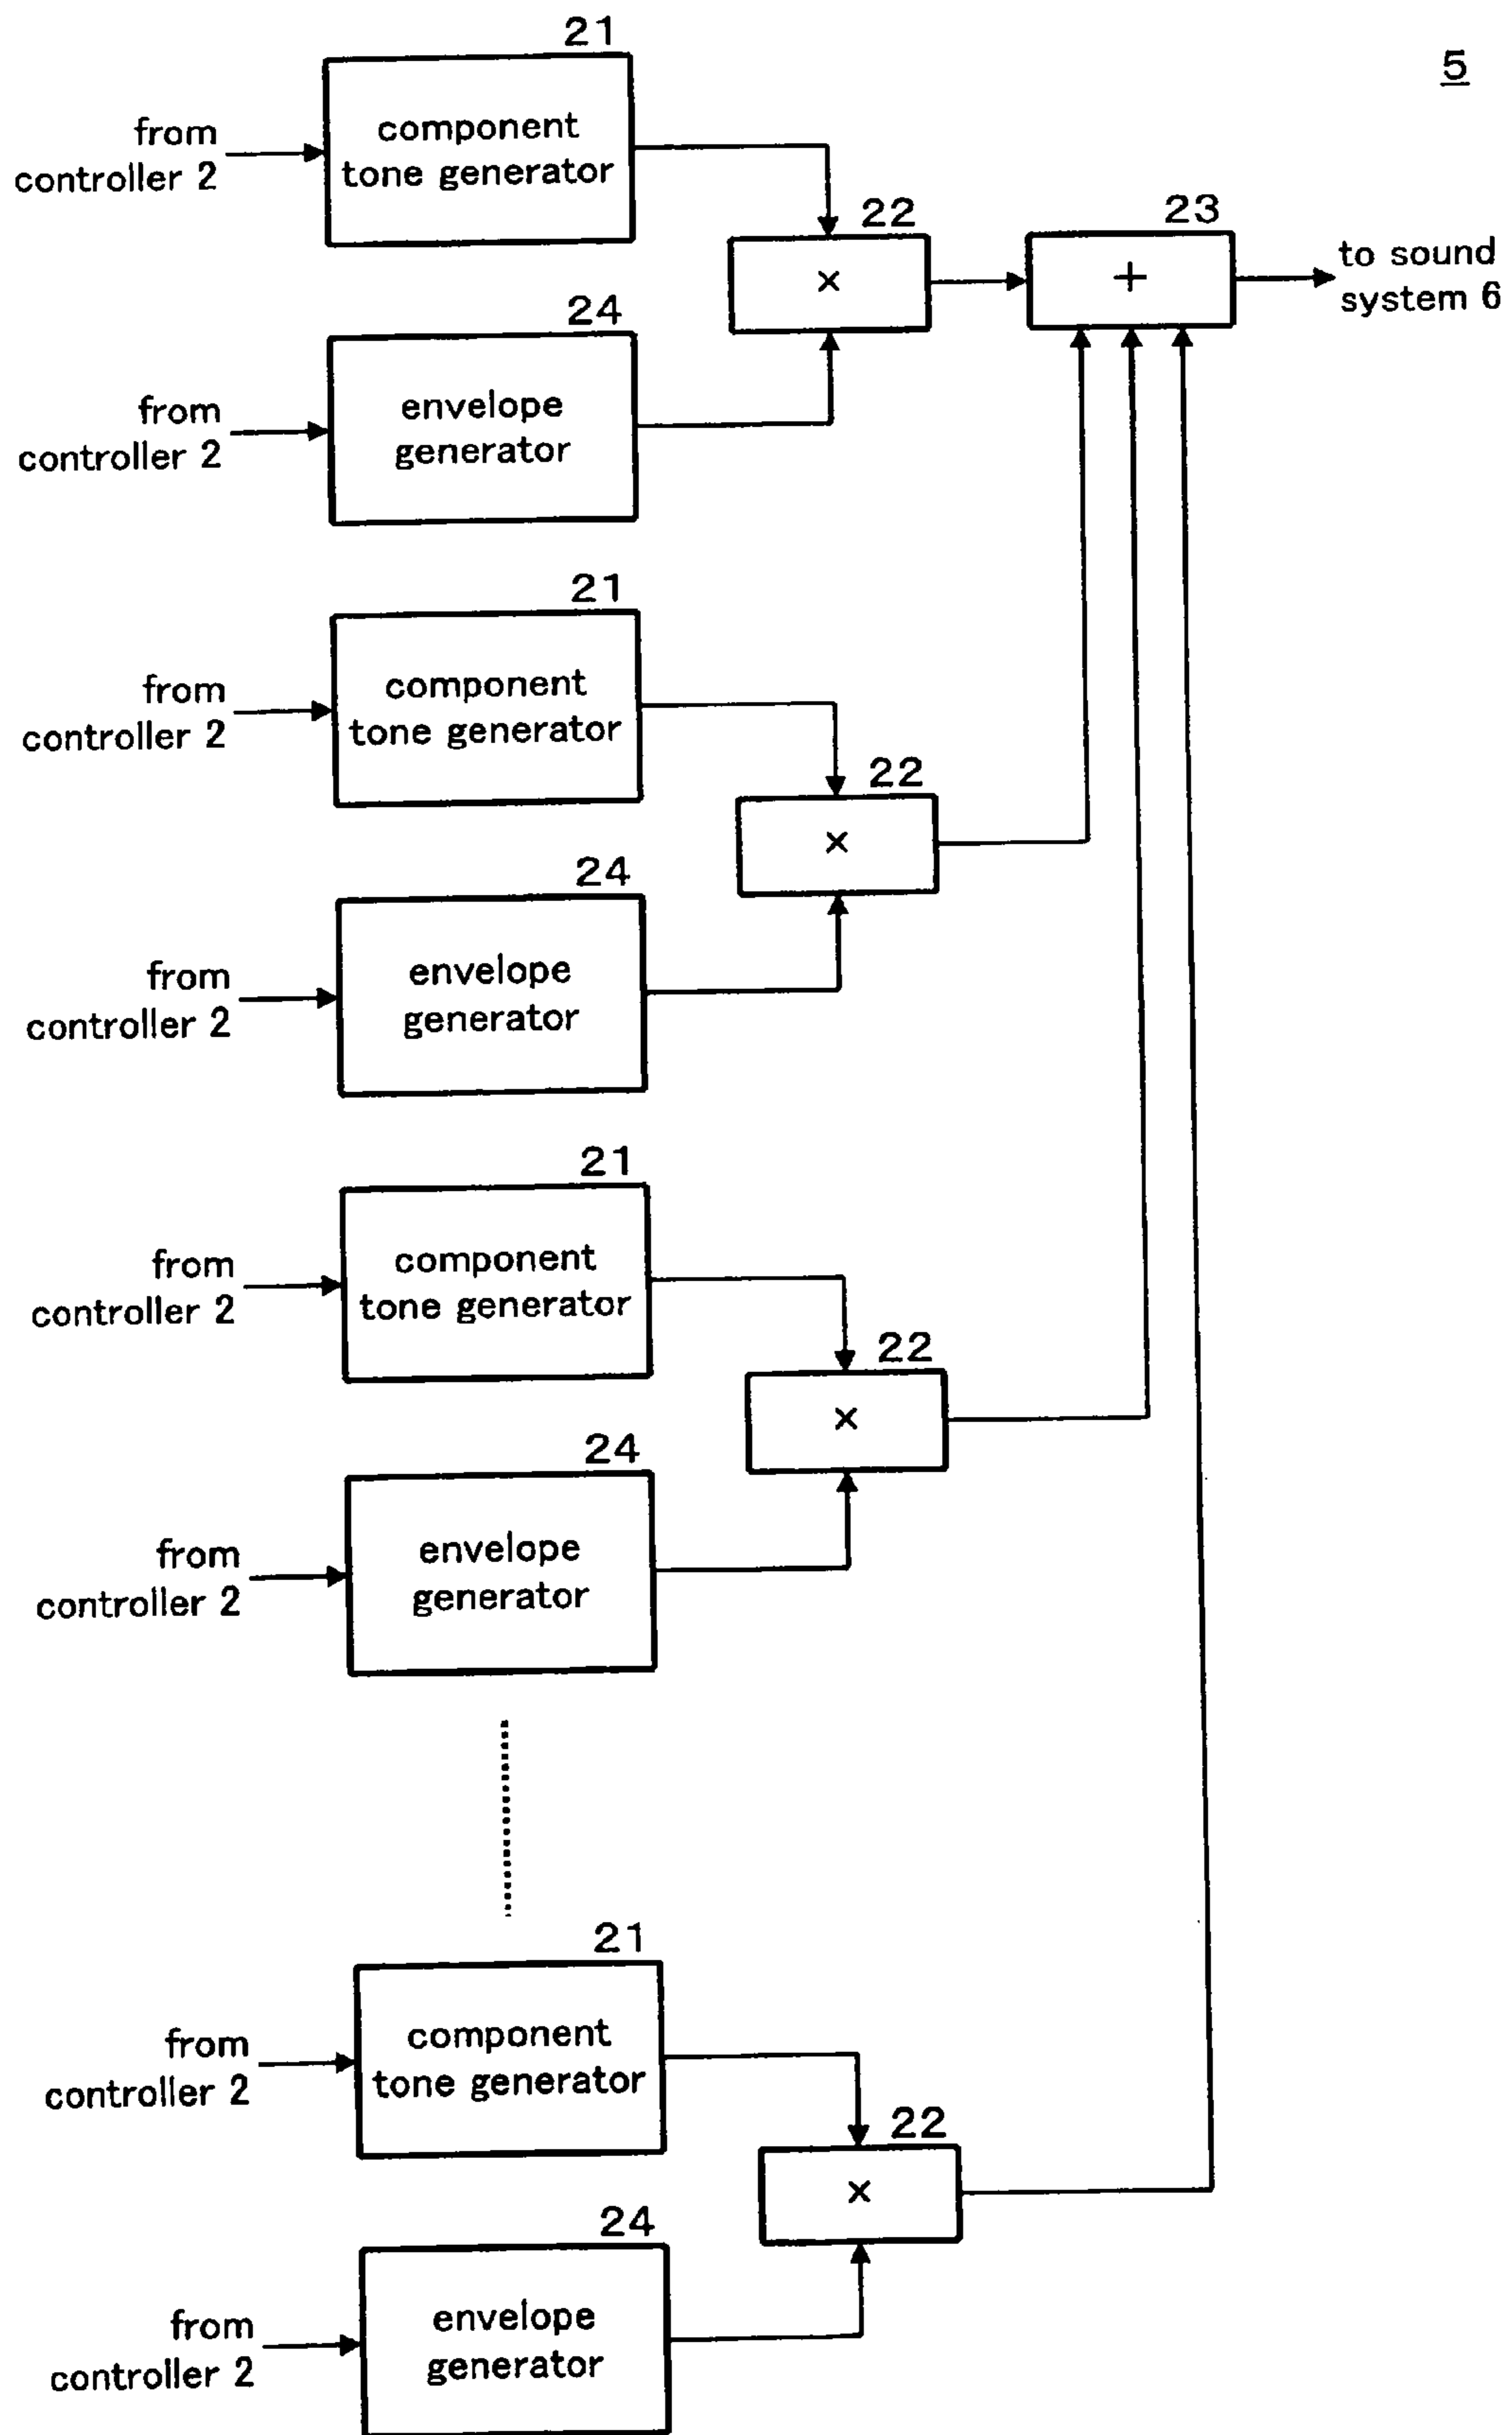 5
21
from
controller 2
component
tone generator
22
×
23
+
to sound
system 6
24
from
controller 2
envelope
generator
21
from
controller 2
component
tone generator
22
×
24
from
controller 2
envelope
generator
21
from
controller 2
component
tone generator
22
×
24
from
controller 2
envelope
generator
21
from
controller 2
component
tone generator
22
×
24
from
controller 2
envelope
generator